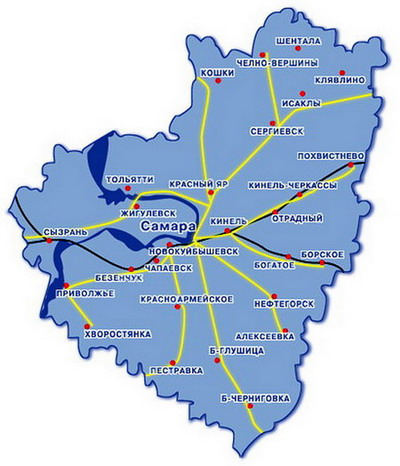 ШЕНТАЛА
ЧЕЛНО-ВЕРШИНЫ
КОШКИ
КЛЯВЛИНО
ИСАКЛЫ
СЕРГИЕВСК
ПОХВИСТНЕВО
ТОЛЬЯТТИ
КРАСНЫЙ ЯР
КИНЕЛЬ-ЧЕРКАССЫ
ЖИГУЛЕВСК
ОТРАДНЫЙ
Самара
КИНЕЛЬ
СЫЗРАНЬ
НОВОКУЙБЫШЕВСК
БОРСКОЕ
БОГАТОЕ
ЧАПАЕВСК
БЕЗЕНЧУК
ПРИВОЛЖЬЕ
КРАСНОАРМЕЙСКОЕ
НЕФТЕГОРСК
ХВОРОСТЯНКА
АЛЕКСЕЕВКА
Б-ГЛУШИЦА
ПЕСТРАВКА
Б-ЧЕРНИГОВКА